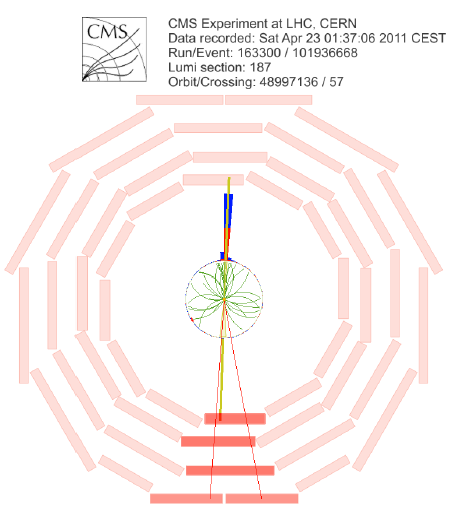 CMS
CMS Experiment at LHC, CERN
Data recorded: Sat Apr 23 01:37:06 2011 CEST
Run/Event: 163300 / 101936668
Lumi section: 187
Orbit/Crossing: 48997136 / 57